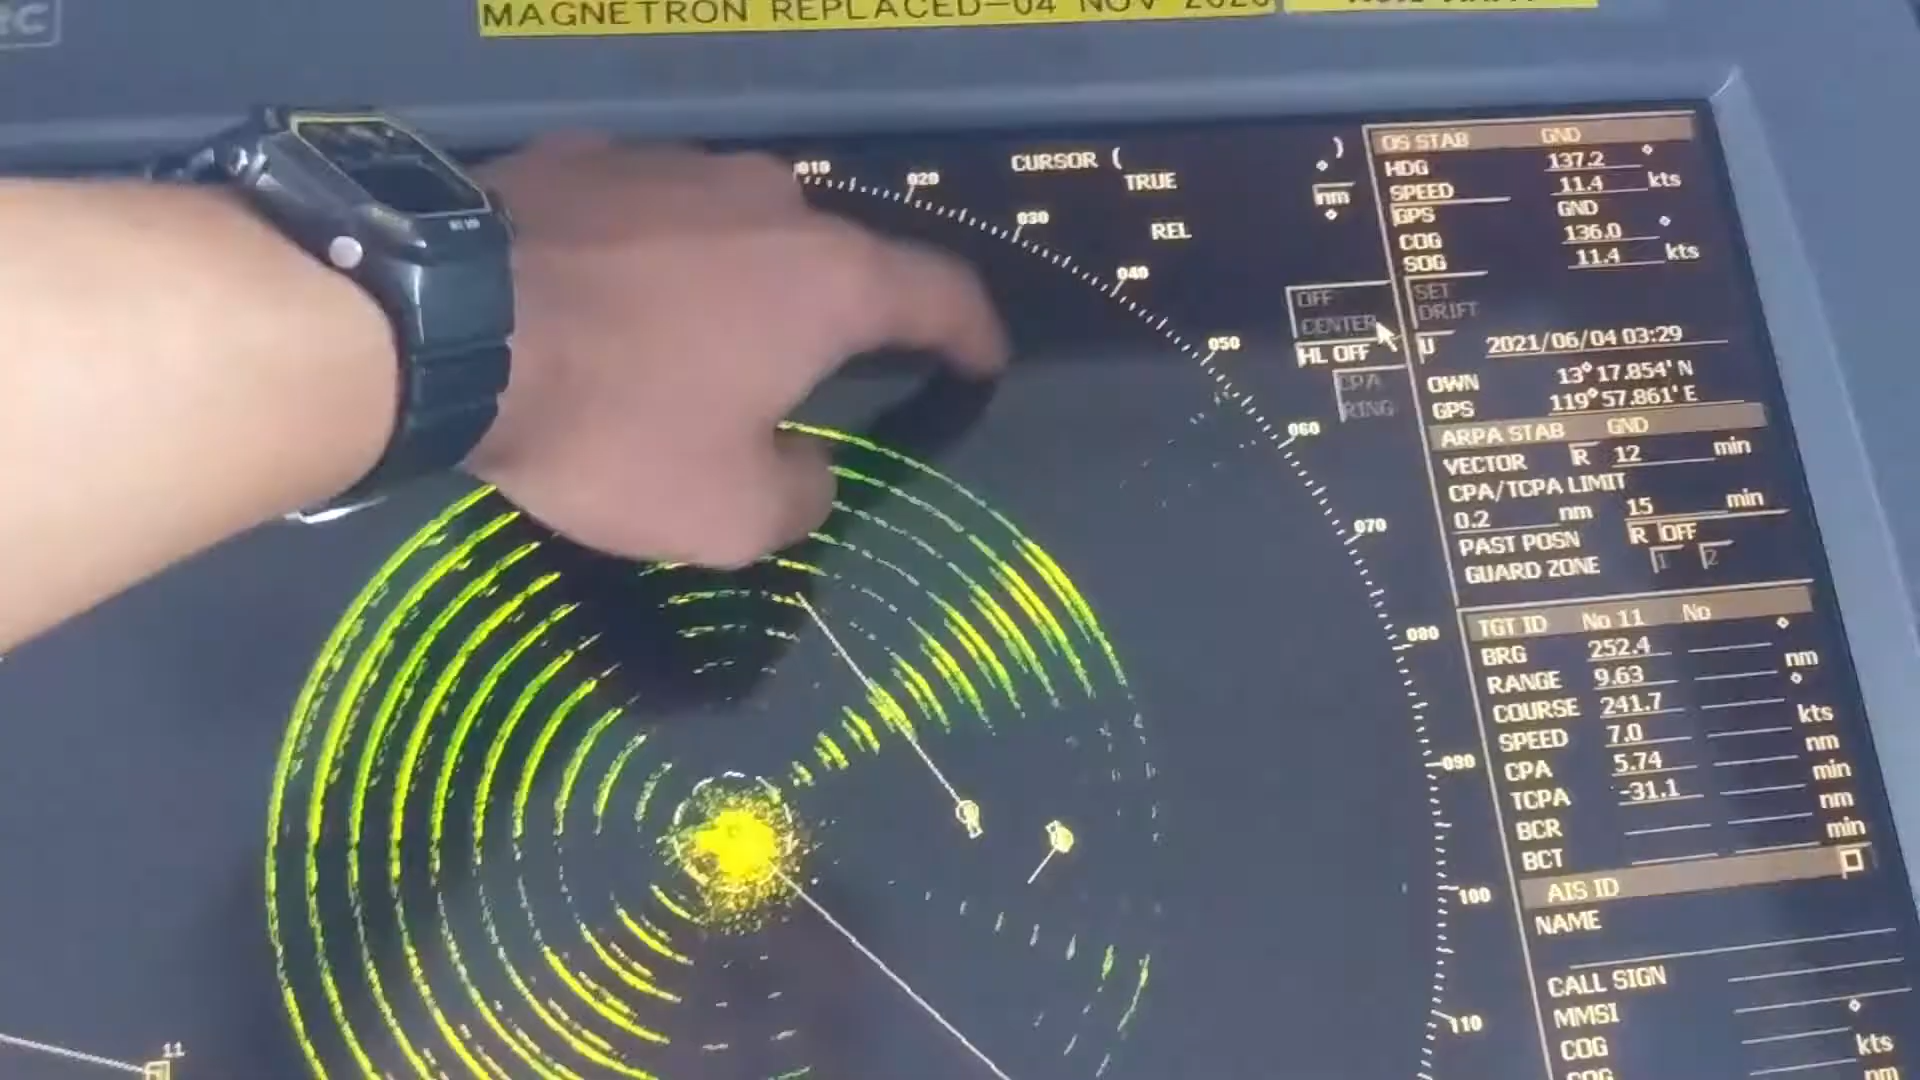 RC
MAGNETRON REPLACED-04 NOV 2020
010
020
030
040
050
060
070
080
090
100
110
CURSOR (
°)
TRUE
nm
REL
°
OFF
CENTER
HL OFF
CPA
RING
OS STAB GND
HDG 137.2 °
SPEED 11.4 kts
GPS GND
COG 136.0 °
SOG 11.4 kts
SET
DRIFT
U 2021/06/04 03:29
OWN 13° 17.854' N
GPS 119° 57.861' E
ARPA STAB GND
VECTOR R 12 min
CPA/TCPA LIMIT
0.2 nm 15 min
PAST POSN R OFF
GUARD ZONE 1 2
TGT ID No 11 No
BRG 252.4 °
RANGE 9.63 nm
COURSE 241.7 °
SPEED 7.0 kts
CPA 5.74 nm
TCPA -31.1 min
BCR nm
BCT min
AIS ID
NAME
CALL SIGN
MMSI
COG °
kts
nm
11